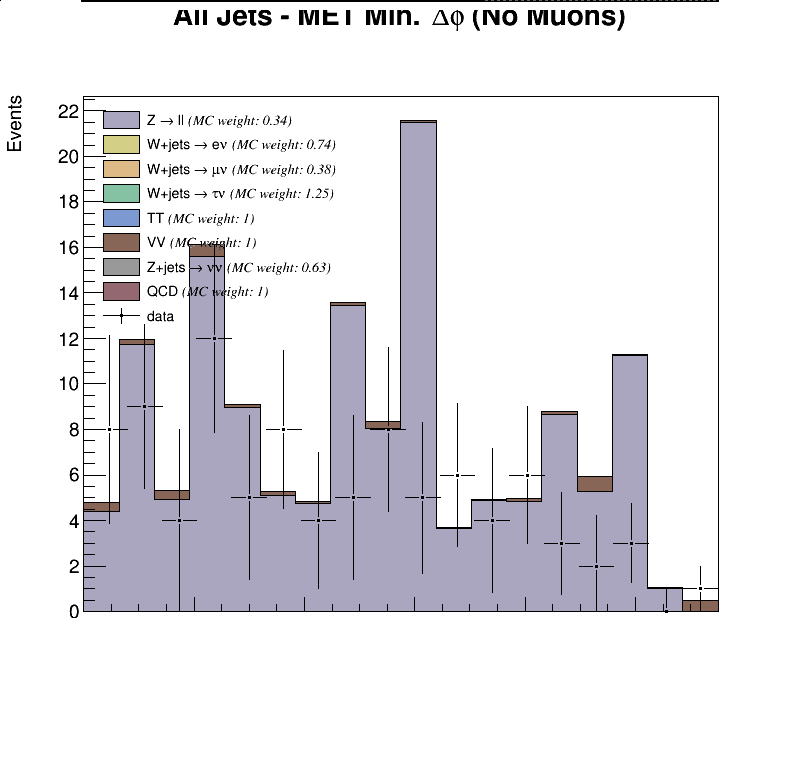 All Jets - MET Min. Δφ (No Muons)
Events
22
20
18
16
14
12
10
8
6
4
2
0
Z → ll (MC weight: 0.34)
W+jets → eν (MC weight: 0.74)
W+jets → μν (MC weight: 0.38)
W+jets → τν (MC weight: 1.25)
TT (MC weight: 1)
VV (MC weight: 1)
Z+jets → νν (MC weight: 0.63)
QCD (MC weight: 1)
data